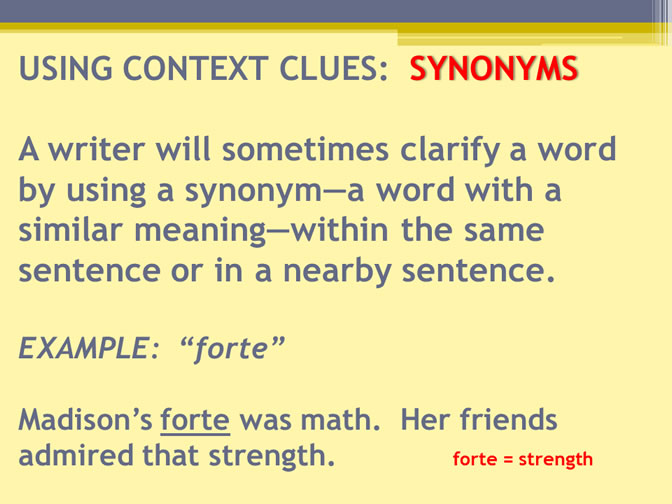 USING CONTEXT CLUES: SYNONYMS
A writer will sometimes clarify a word
by using a synonym—a word with a
similar meaning—within the same
sentence or in a nearby sentence.
EXAMPLE: “forte”
Madison’s forte was math. Her friends
admired that strength. forte = strength